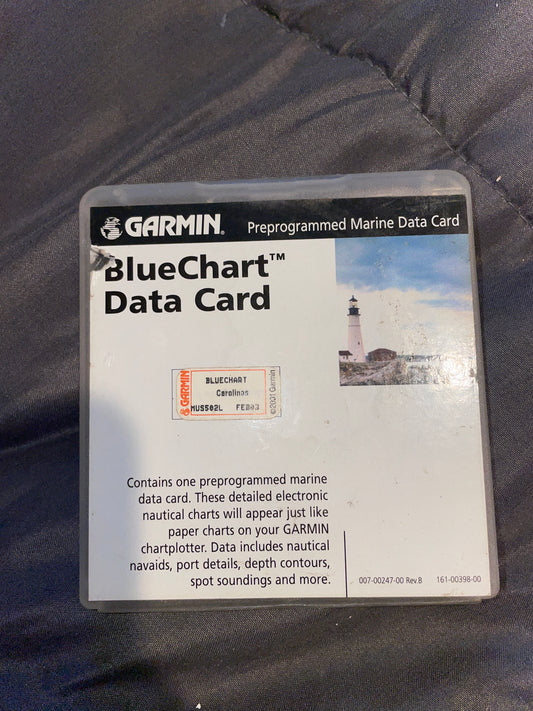 GARMIN®
Preprogrammed Marine Data Card
BlueChart™
Data Card
GARMIN
BLUECHART
Carolinas
MUS502L FEB03
©2001 Garmin
Contains one preprogrammed marine
data card. These detailed electronic
nautical charts will appear just like
paper charts on your GARMIN
chartplotter. Data includes nautical
navaids, port details, depth contours,
spot soundings and more.
007-00247-00 Rev.B 161-00398-00